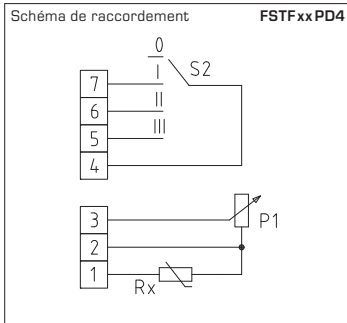 Schéma de raccordement FSTFxxPD4
0
I
S2
7
II
6
III
5
4
3
P1
2
1
Rx